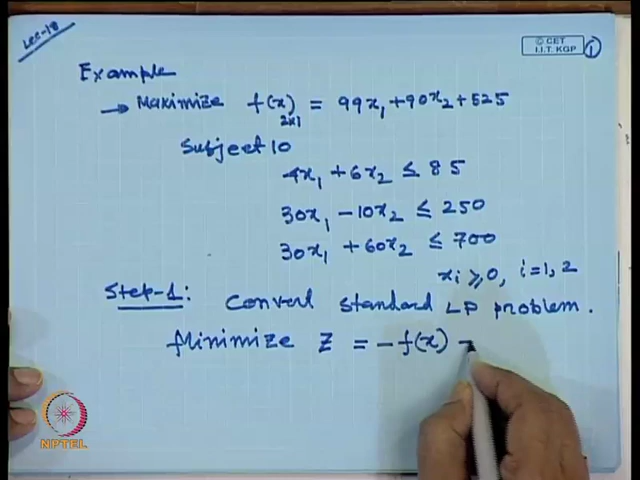 Lec-18
© CET
I.I.T. KGP
1
Example
→ Maximize f(x) = 99x₁ + 90x₂ + 525
2x1
Subject to
4x₁ + 6x₂ ≤ 85
30x₁ - 10x₂ ≤ 250
30x₁ + 60x₂ ≤ 700
xᵢ ≥ 0, i = 1, 2
Step-1: Convert standard LP problem.
Minimize Z = - f(x) -
NPTEL